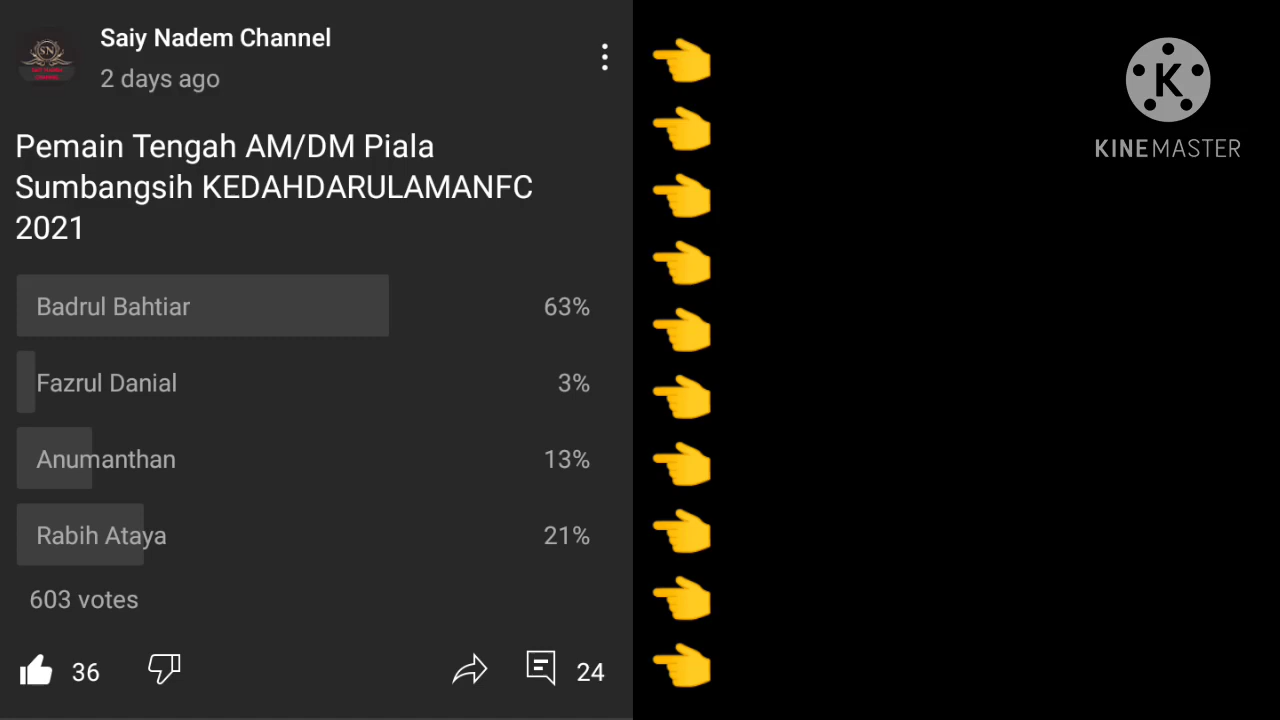 Saiy Nadem Channel
2 days ago
Pemain Tengah AM/DM Piala
Sumbangsih KEDAHDARULAMANFC
2021
Badrul Bahtiar 63%
Fazrul Danial 3%
Anumanthan 13%
Rabih Ataya 21%
603 votes
36 24
K
KINEMASTER
SN